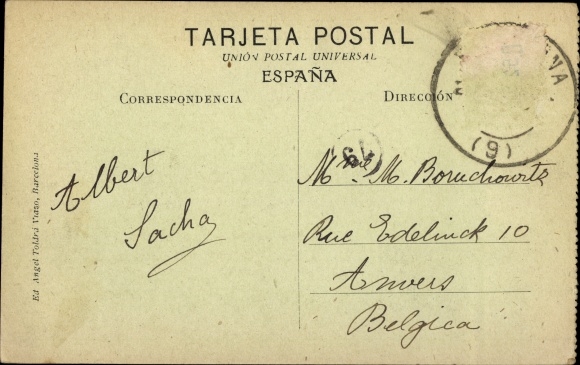 TARJETA POSTAL
UNIÓN POSTAL UNIVERSAL
ESPAÑA
CORRESPONDENCIA
DIRECCIÓN
Albert
Sacha
Mme. M. Boruchowitz
Rue Edelinck 10
Anvers
Belgica
Ed. Angel Toldrá Viazo, Barcelona
(9)